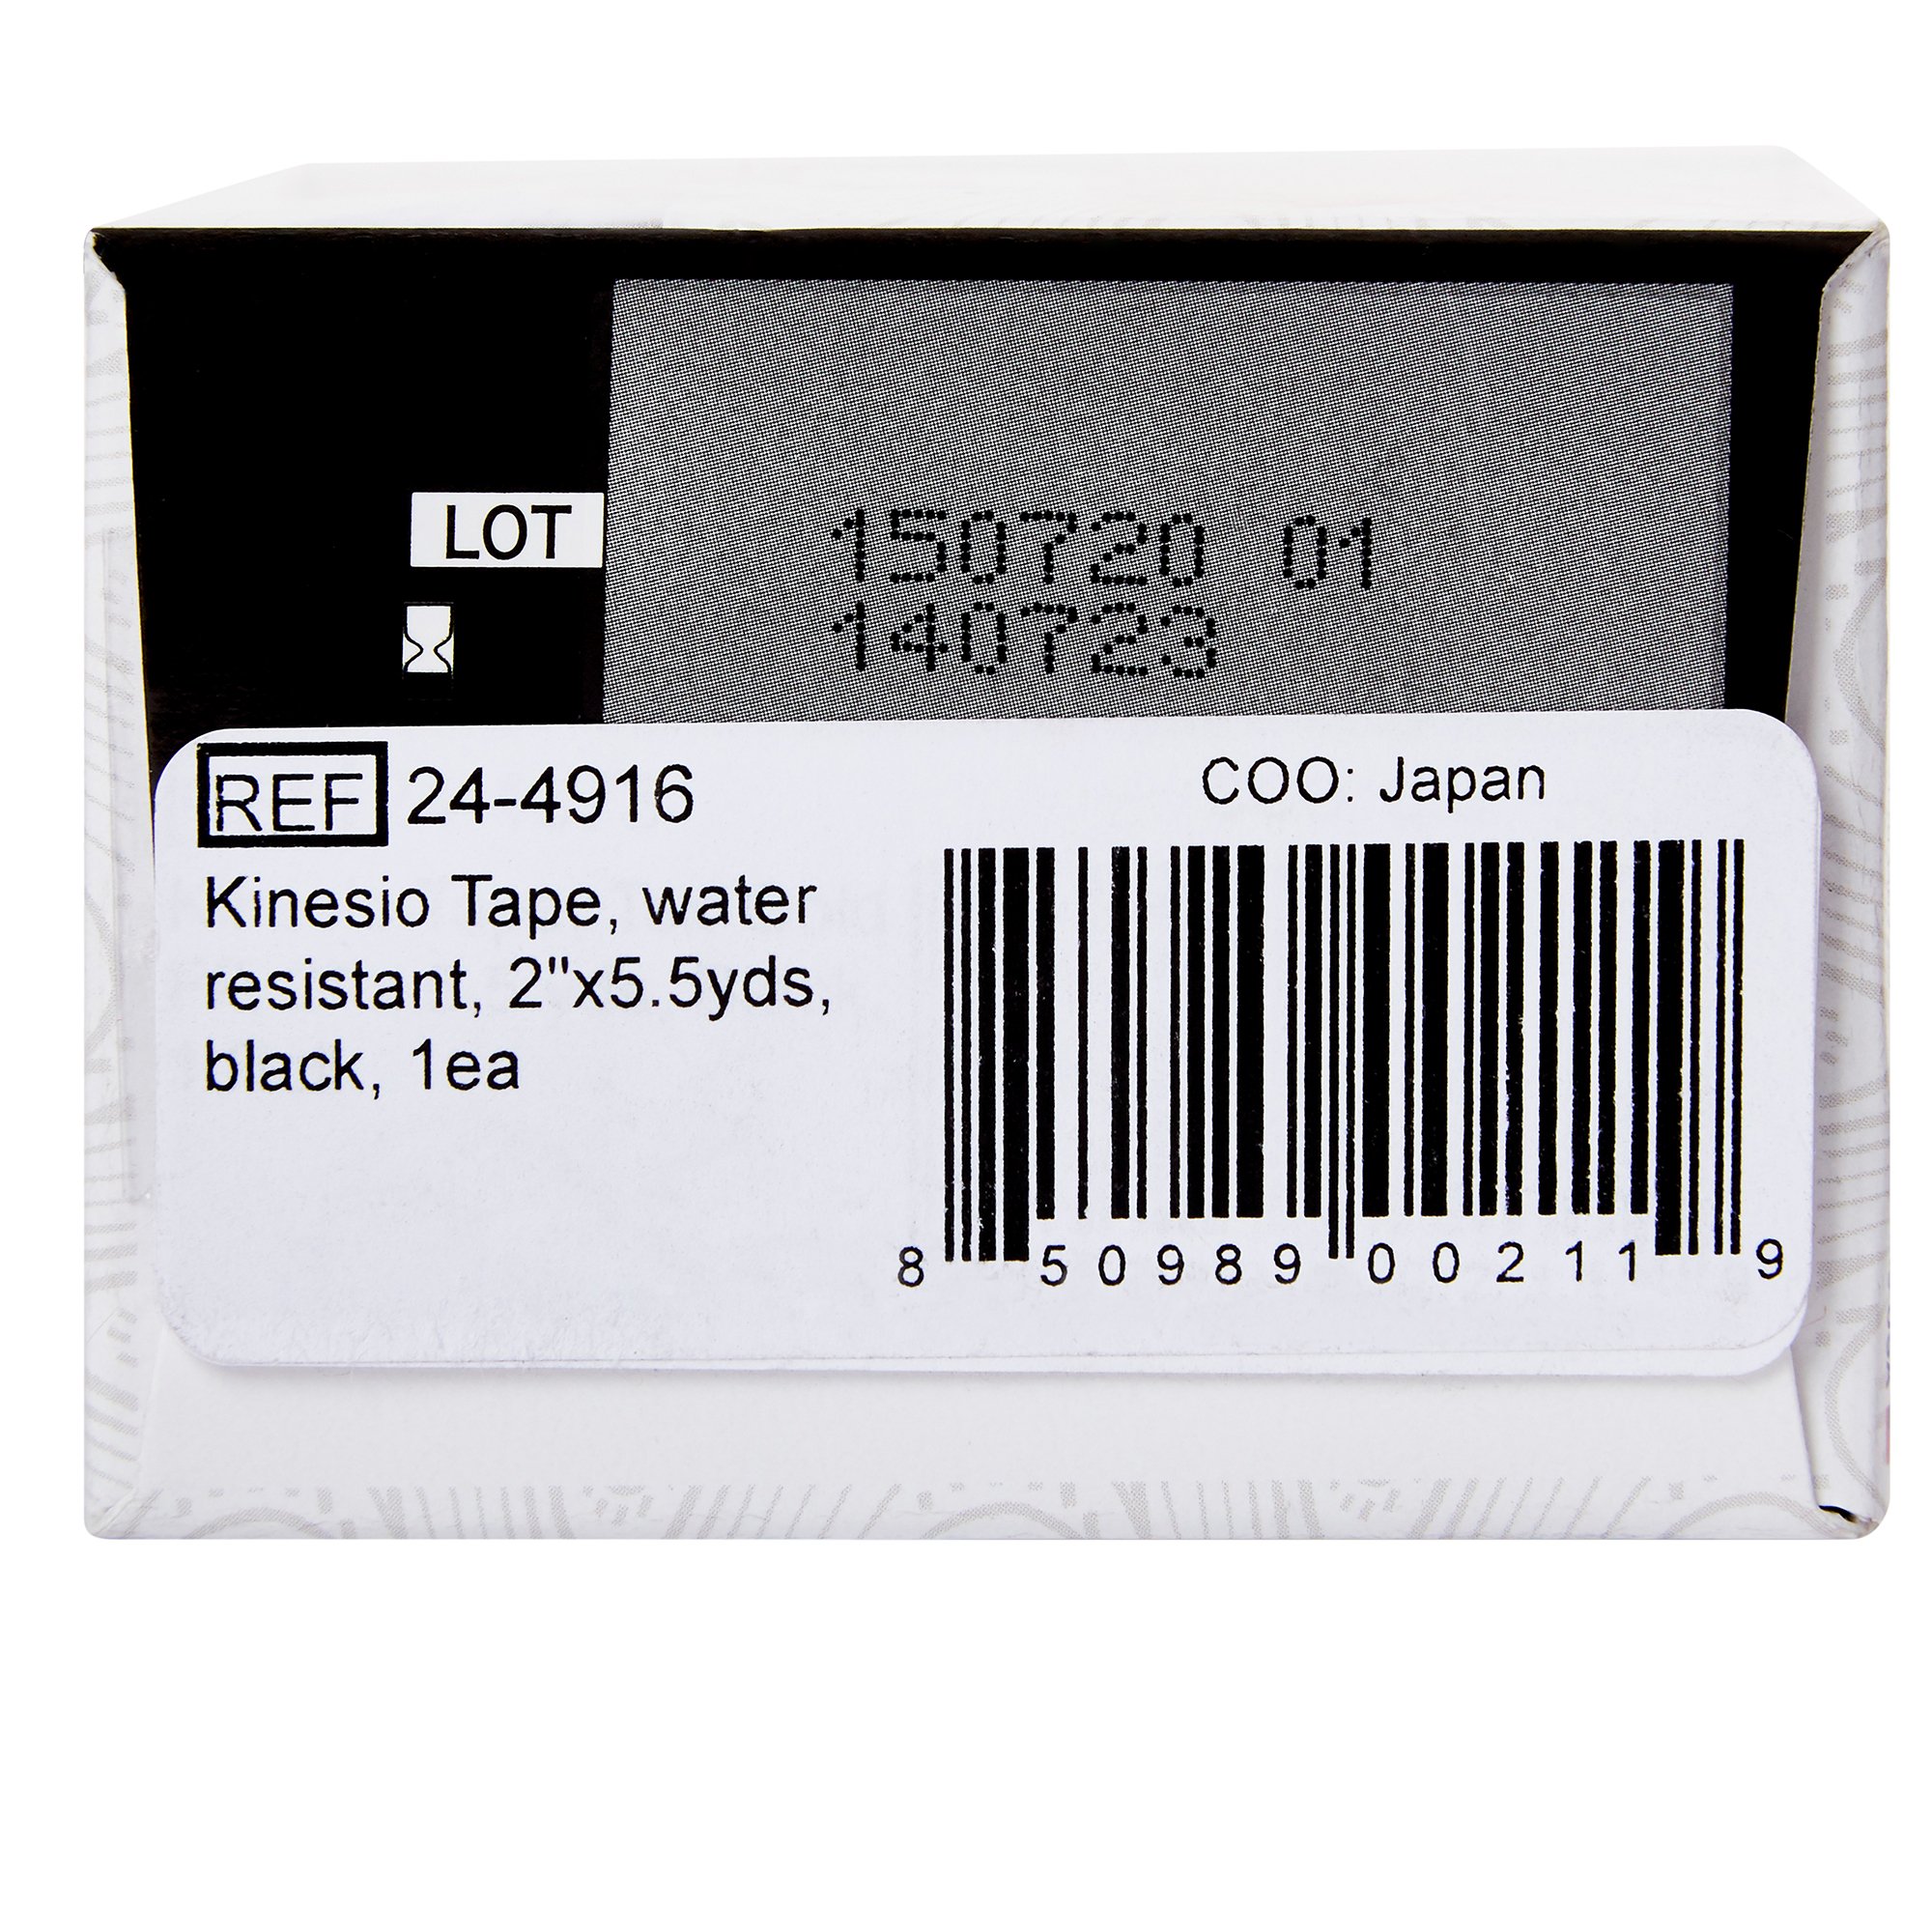 LOT 150720 01
140723
REF 24-4916
COO: Japan
Kinesio Tape, water
resistant, 2"x5.5yds,
black, 1ea
8 50989 00211 9